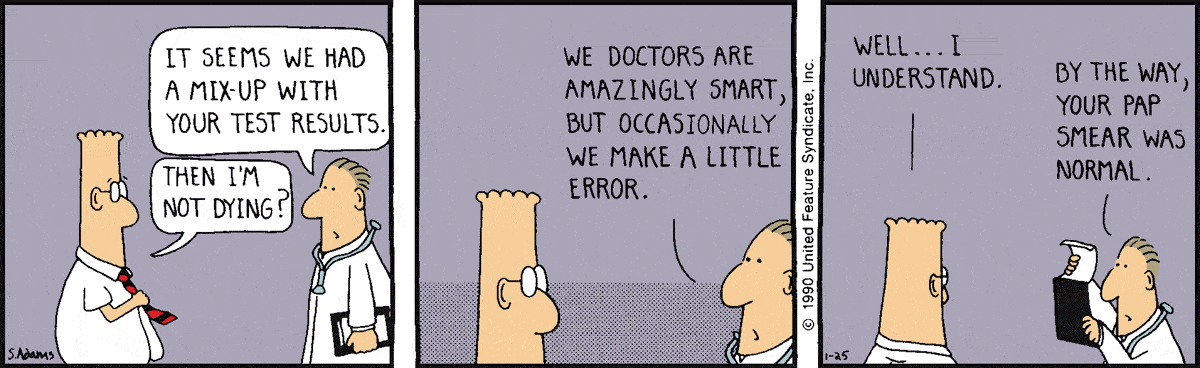 IT SEEMS WE HAD
A MIX-UP WITH
YOUR TEST RESULTS.
THEN I'M
NOT DYING?
S.Adams
WE DOCTORS ARE
AMAZINGLY SMART,
BUT OCCASIONALLY
WE MAKE A LITTLE
ERROR.
© 1990 United Feature Syndicate, Inc.
WELL...I
UNDERSTAND.
BY THE WAY,
YOUR PAP
SMEAR WAS
NORMAL.
1-25